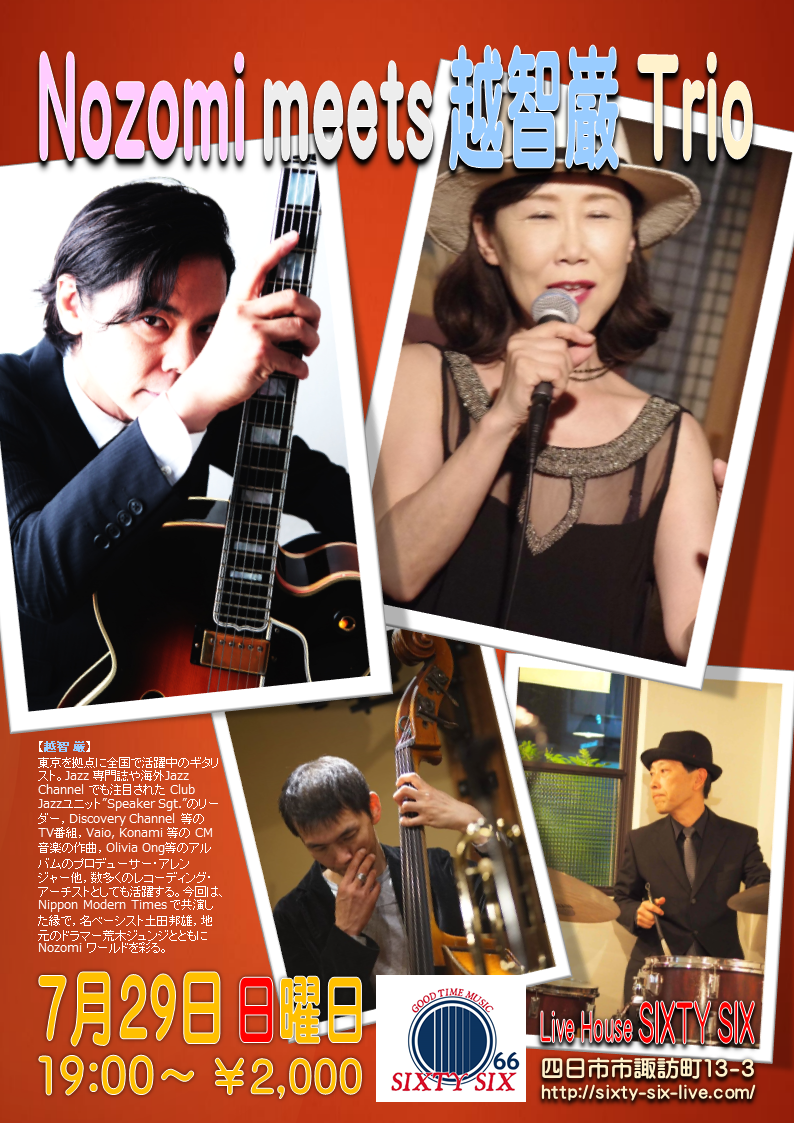 Nozomi meets 越智巌 Trio
【越智 巌】
東京を拠点に全国で活躍中のギタリ
スト。Jazz 専門誌や海外Jazz
Channel でも注目された Club
Jazzユニット"Speaker Sgt."のリー
ダー, Discovery Channel 等の
TV番組, Vaio, Konami 等の CM
音楽の作曲, Olivia Ong等のアル
バムのプロデューサー・アレン
ジャー他, 数多くのレコーディング・
アーチストとしても活躍する。今回は、
Nippon Modern Times で共演し
た縁で, 名ベーシスト土田邦雄, 地
元のドラマー荒木ジュンジとともに
Nozomi ワールドを彩る。
7月29日 日曜日
19:00〜 ¥2,000
GOOD TIME MUSIC
66
SIXTY SIX
Live House SIXTY SIX
四日市市諏訪町13-3
http://sixty-six-live.com/